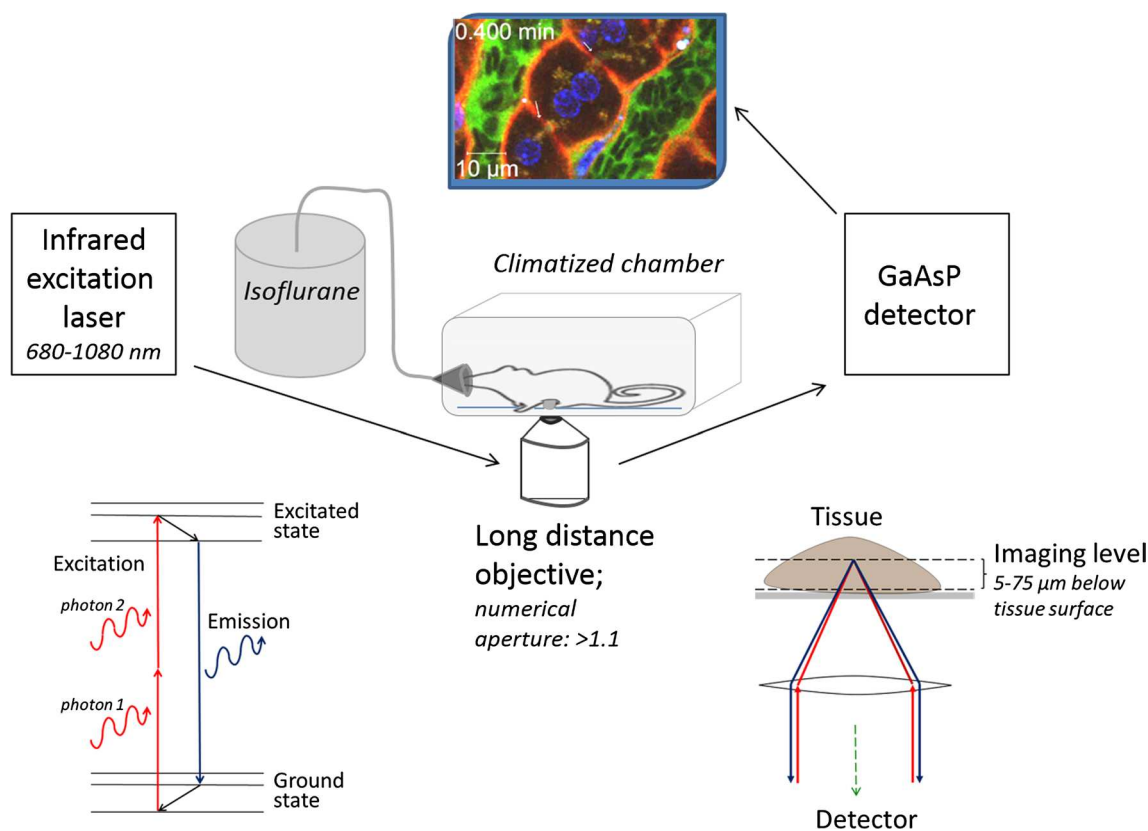 0.400 min
10 µm
Infrared
excitation
laser
680-1080 nm
Isoflurane
Climatized chamber
GaAsP
detector
Excitated
state
Excitation
photon 2
Emission
photon 1
Ground
state
Long distance
objective;
numerical
aperture: >1.1
Tissue
Imaging level
5-75 µm below
tissue surface
Detector